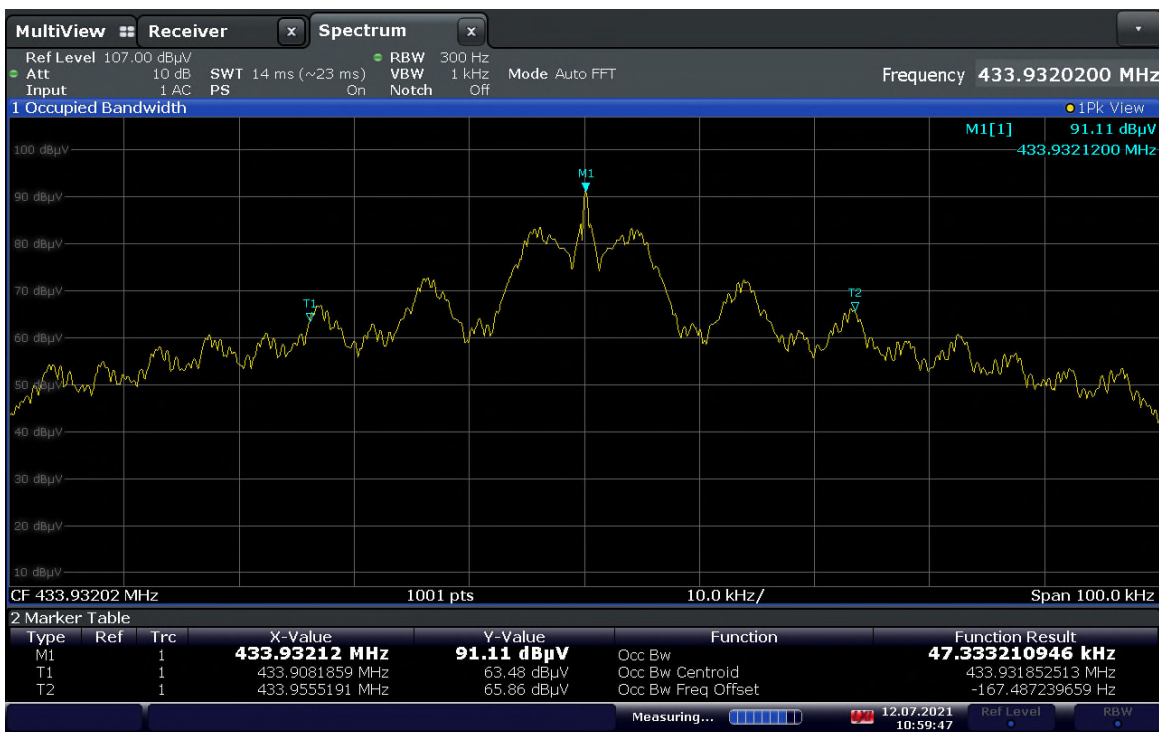 MultiView Receiver x Spectrum x
Ref Level 107.00 dBµV RBW 300 Hz
Att 10 dB SWT 14 ms (~23 ms) VBW 1 kHz Mode Auto FFT Frequency 433.9320200 MHz
Input 1 AC PS On Notch Off
1 Occupied Bandwidth 1Pk View
M1[1] 91.11 dBµV
433.9321200 MHz
100 dBµV
M1
90 dBµV
80 dBµV
70 dBµV
T1 T2
60 dBµV
50 dBµV
40 dBµV
30 dBµV
20 dBµV
10 dBµV
CF 433.93202 MHz 1001 pts 10.0 kHz/ Span 100.0 kHz
2 Marker Table
Type Ref Trc X-Value Y-Value Function Function Result
M1 1 433.93212 MHz 91.11 dBµV Occ Bw 47.333210946 kHz
T1 1 433.9081859 MHz 63.48 dBµV Occ Bw Centroid 433.931852513 MHz
T2 1 433.9555191 MHz 65.86 dBµV Occ Bw Freq Offset -167.487239659 Hz
Measuring... 12.07.2021 Ref Level RBW
10:59:47